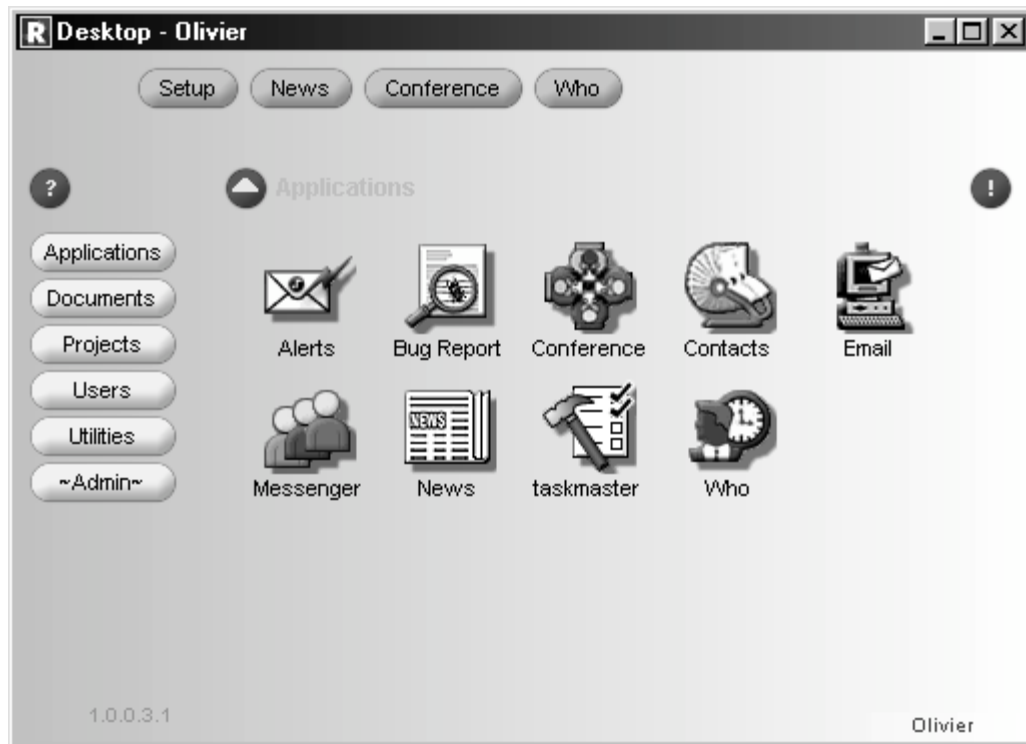 R Desktop - Olivier
Setup News Conference Who
? Applications !
Applications
Documents
Projects
Users
Utilities
~Admin~
Alerts Bug Report Conference Contacts Email
NEWS
Messenger News taskmaster Who
1.0.0.3.1
Olivier